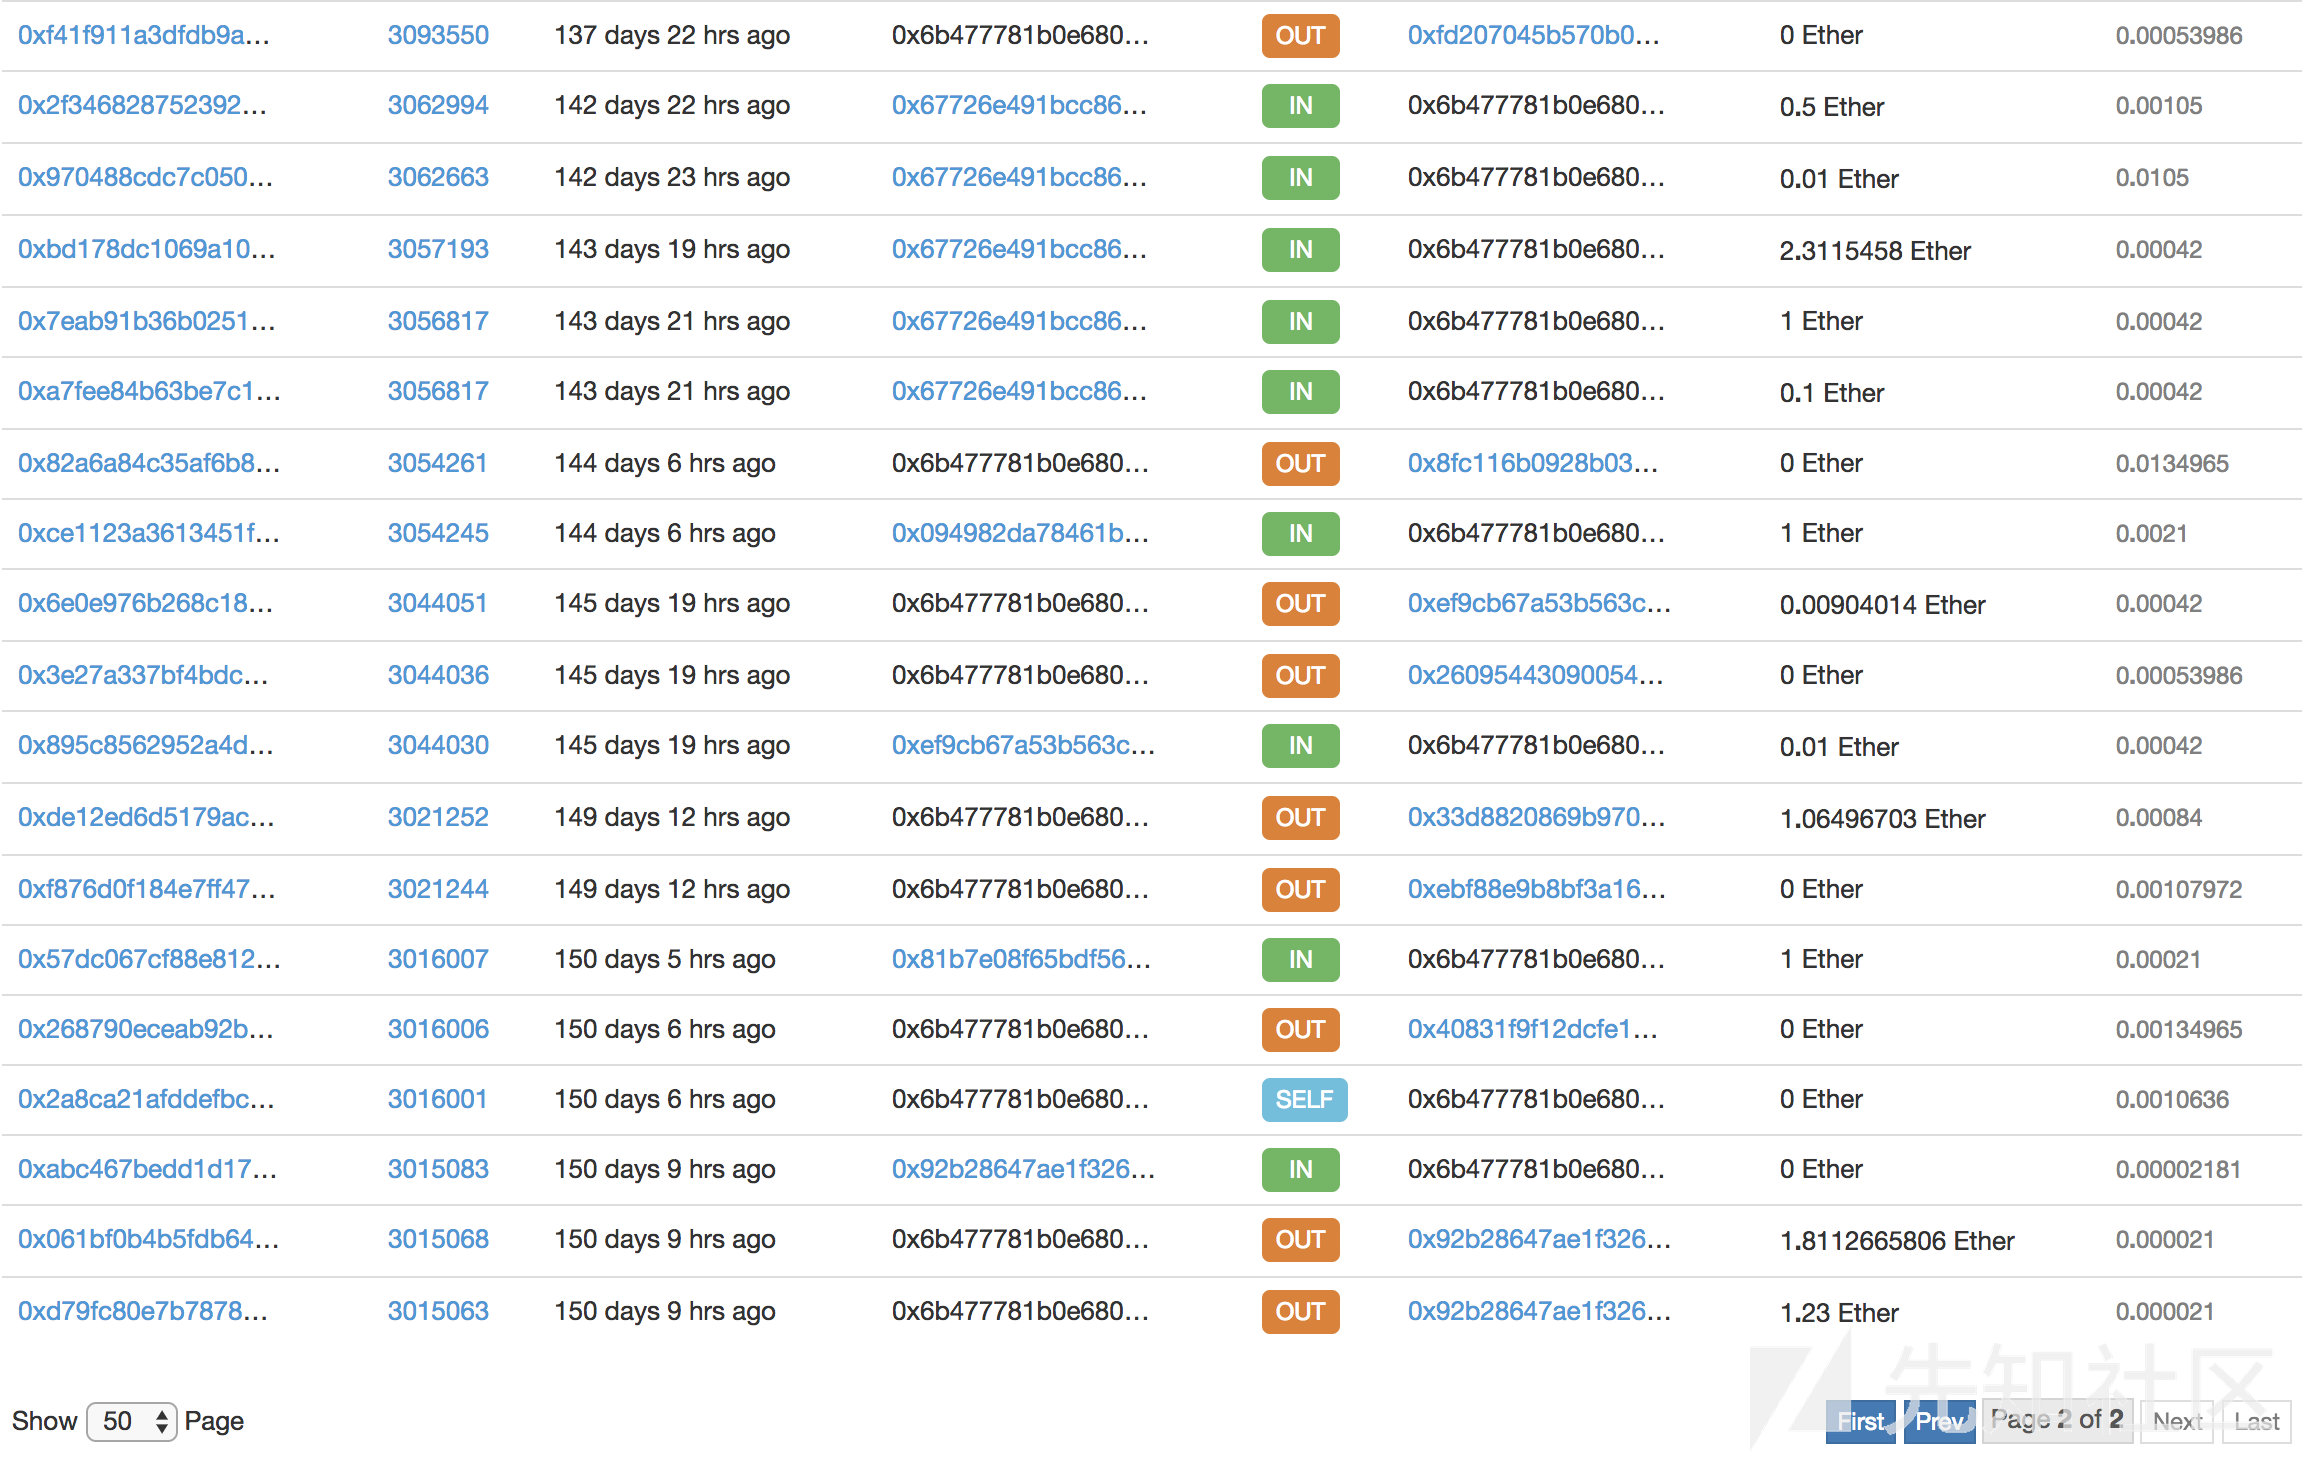 0xf41f911a3dfdb9a... 3093550 137 days 22 hrs ago 0x6b477781b0e680... OUT 0xfd207045b570b0... 0 Ether 0.00053986
0x2f346828752392... 3062994 142 days 22 hrs ago 0x67726e491bcc86... IN 0x6b477781b0e680... 0.5 Ether 0.00105
0x970488cdc7c050... 3062663 142 days 23 hrs ago 0x67726e491bcc86... IN 0x6b477781b0e680... 0.01 Ether 0.0105
0xbd178dc1069a10... 3057193 143 days 19 hrs ago 0x67726e491bcc86... IN 0x6b477781b0e680... 2.3115458 Ether 0.00042
0x7eab91b36b0251... 3056817 143 days 21 hrs ago 0x67726e491bcc86... IN 0x6b477781b0e680... 1 Ether 0.00042
0xa7fee84b63be7c1... 3056817 143 days 21 hrs ago 0x67726e491bcc86... IN 0x6b477781b0e680... 0.1 Ether 0.00042
0x82a6a84c35af6b8... 3054261 144 days 6 hrs ago 0x6b477781b0e680... OUT 0x8fc116b0928b03... 0 Ether 0.0134965
0xce1123a3613451f... 3054245 144 days 6 hrs ago 0x094982da78461b... IN 0x6b477781b0e680... 1 Ether 0.0021
0x6e0e976b268c18... 3044051 145 days 19 hrs ago 0x6b477781b0e680... OUT 0xef9cb67a53b563c... 0.00904014 Ether 0.00042
0x3e27a337bf4bdc... 3044036 145 days 19 hrs ago 0x6b477781b0e680... OUT 0x26095443090054... 0 Ether 0.00053986
0x895c8562952a4d... 3044030 145 days 19 hrs ago 0xef9cb67a53b563c... IN 0x6b477781b0e680... 0.01 Ether 0.00042
0xde12ed6d5179ac... 3021252 149 days 12 hrs ago 0x6b477781b0e680... OUT 0x33d8820869b970... 1.06496703 Ether 0.00084
0xf876d0f184e7ff47... 3021244 149 days 12 hrs ago 0x6b477781b0e680... OUT 0xebf88e9b8bf3a16... 0 Ether 0.00107972
0x57dc067cf88e812... 3016007 150 days 5 hrs ago 0x81b7e08f65bdf56... IN 0x6b477781b0e680... 1 Ether 0.00021
0x268790eceab92b... 3016006 150 days 6 hrs ago 0x6b477781b0e680... OUT 0x40831f9f12dcfe1... 0 Ether 0.00134965
0x2a8ca21afddefbc... 3016001 150 days 6 hrs ago 0x6b477781b0e680... SELF 0x6b477781b0e680... 0 Ether 0.0010636
0xabc467bedd1d17... 3015083 150 days 9 hrs ago 0x92b28647ae1f326... IN 0x6b477781b0e680... 0 Ether 0.00002181
0x061bf0b4b5fdb64... 3015068 150 days 9 hrs ago 0x6b477781b0e680... OUT 0x92b28647ae1f326... 1.8112665806 Ether 0.000021
0xd79fc80e7b7878... 3015063 150 days 9 hrs ago 0x6b477781b0e680... OUT 0x92b28647ae1f326... 1.23 Ether 0.000021
先知社区
Show 50 Page First Prev Page 2 of 2 Next Last